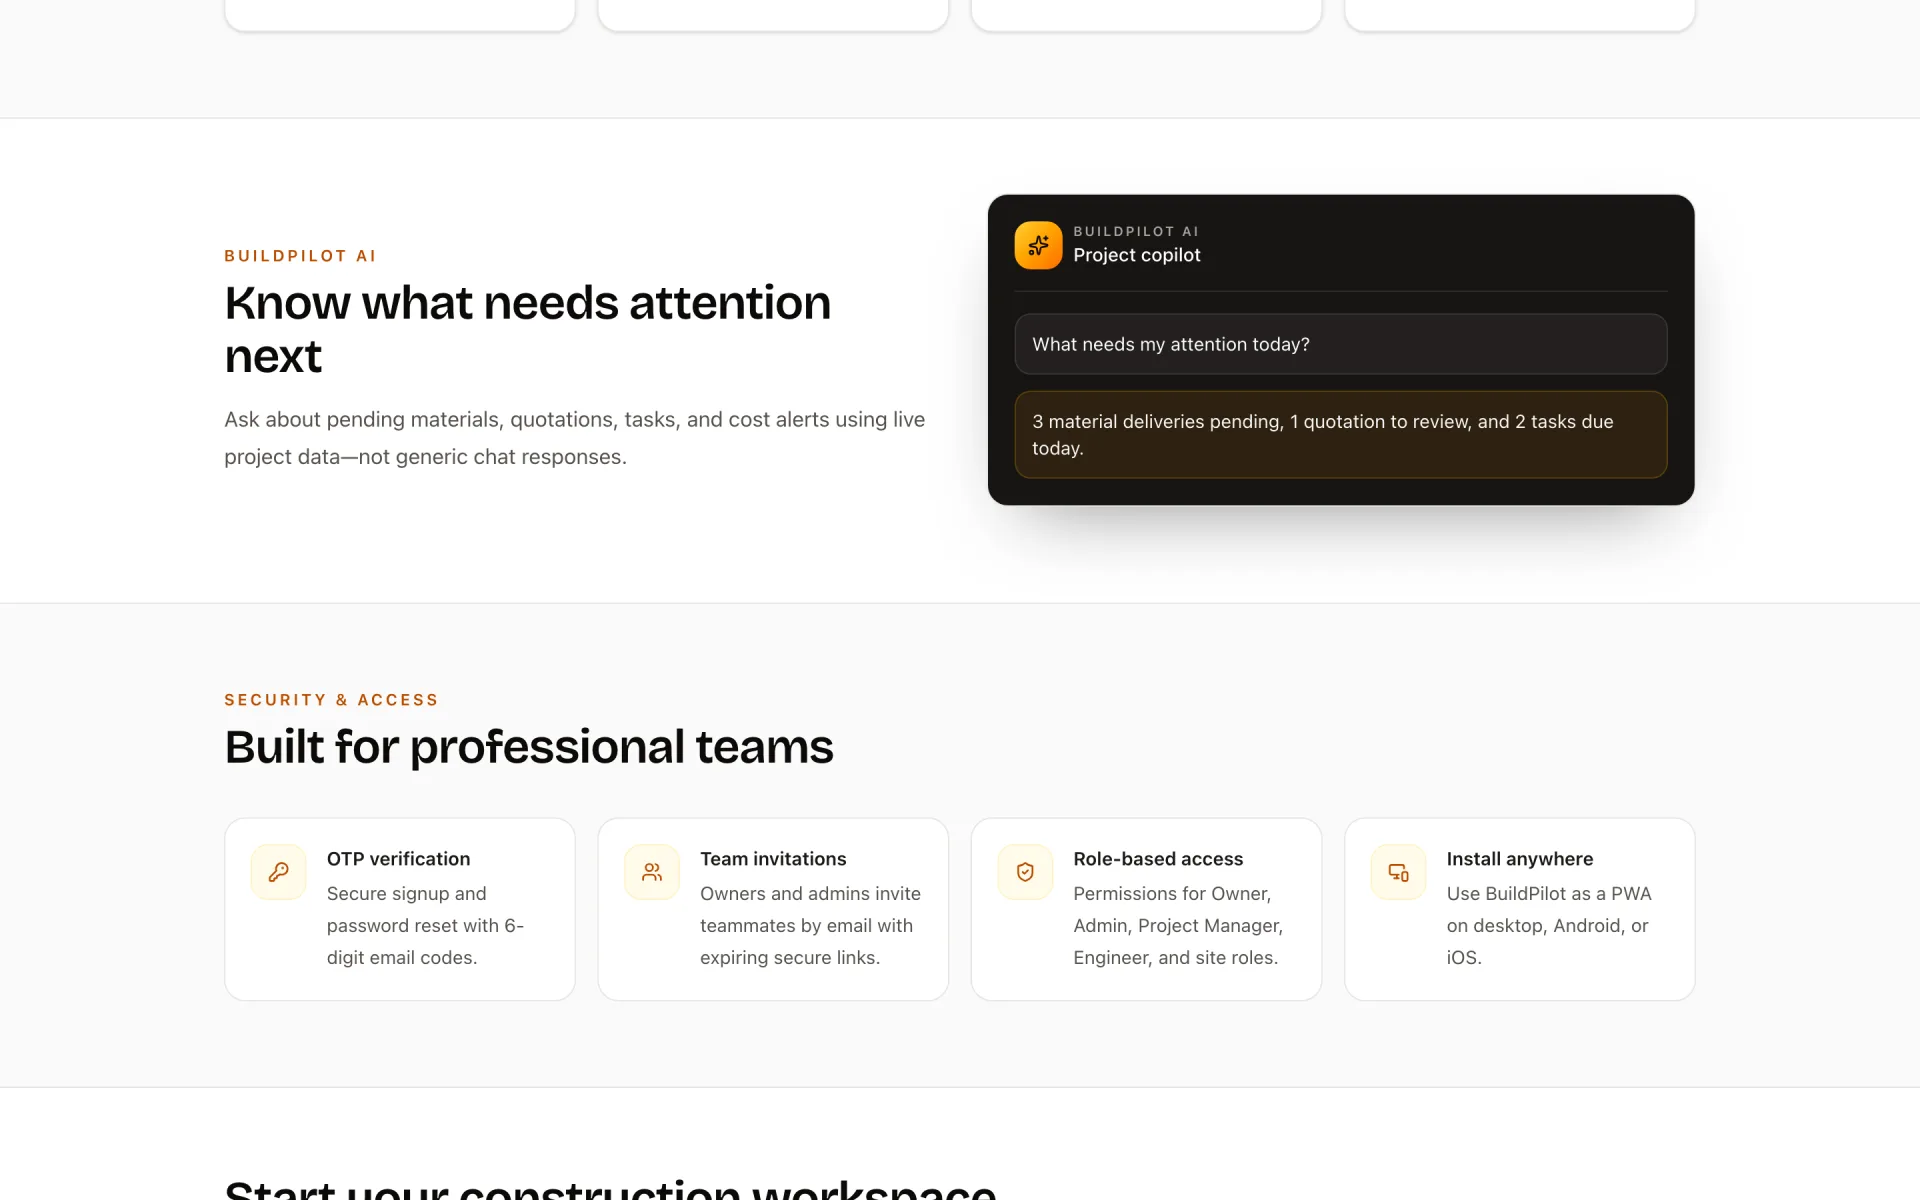 BUILDPILOT AI
Know what needs attention
next
Ask about pending materials, quotations, tasks, and cost alerts using live
project data—not generic chat responses.
BUILDPILOT AI
Project copilot
What needs my attention today?
3 material deliveries pending, 1 quotation to review, and 2 tasks due
today.
SECURITY & ACCESS
Built for professional teams
OTP verification
Secure signup and
password reset with 6-
digit email codes.
Team invitations
Owners and admins invite
teammates by email with
expiring secure links.
Role-based access
Permissions for Owner,
Admin, Project Manager,
Engineer, and site roles.
Install anywhere
Use BuildPilot as a PWA
on desktop, Android, or
iOS.
Start your construction workspace